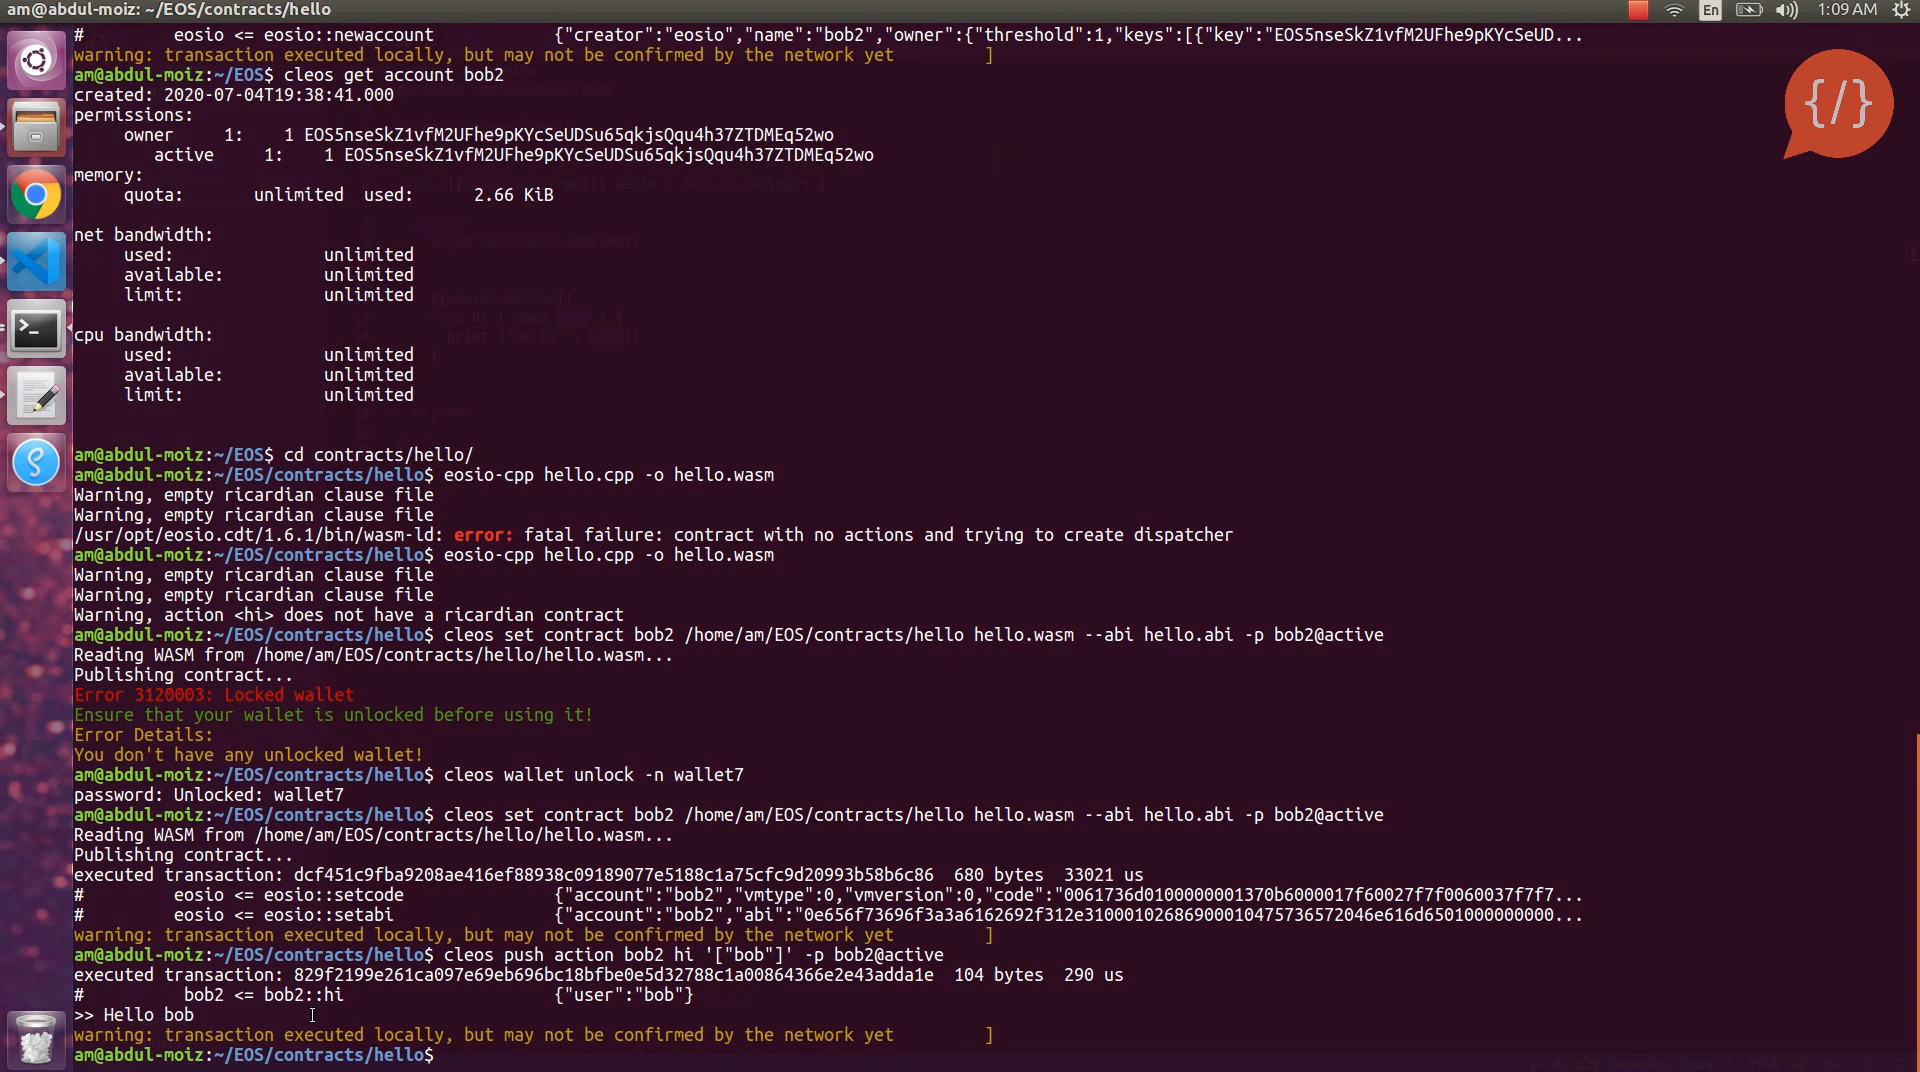 am@abdul-moiz: ~/EOS/contracts/hello
En
1:09 AM
# eosio <= eosio::newaccount {"creator":"eosio","name":"bob2","owner":{"threshold":1,"keys":[{"key":"EOS5nseSkZ1vfM2UFhe9pKYcSeUD...
warning: transaction executed locally, but may not be confirmed by the network yet ]
am@abdul-moiz:~/EOS$ cleos get account bob2
created: 2020-07-04T19:38:41.000
permissions:
owner 1: 1 EOS5nseSkZ1vfM2UFhe9pKYcSeUDSu65qkjsQqu4h37ZTDMEq52wo
active 1: 1 EOS5nseSkZ1vfM2UFhe9pKYcSeUDSu65qkjsQqu4h37ZTDMEq52wo
memory:
quota: unlimited used: 2.66 KiB
net bandwidth:
used: unlimited
available: unlimited
limit: unlimited
cpu bandwidth:
used: unlimited
available: unlimited
limit: unlimited
am@abdul-moiz:~/EOS$ cd contracts/hello/
am@abdul-moiz:~/EOS/contracts/hello$ eosio-cpp hello.cpp -o hello.wasm
Warning, empty ricardian clause file
Warning, empty ricardian clause file
/usr/opt/eosio.cdt/1.6.1/bin/wasm-ld: error: fatal failure: contract with no actions and trying to create dispatcher
am@abdul-moiz:~/EOS/contracts/hello$ eosio-cpp hello.cpp -o hello.wasm
Warning, empty ricardian clause file
Warning, empty ricardian clause file
Warning, action <hi> does not have a ricardian contract
am@abdul-moiz:~/EOS/contracts/hello$ cleos set contract bob2 /home/am/EOS/contracts/hello hello.wasm --abi hello.abi -p bob2@active
Reading WASM from /home/am/EOS/contracts/hello/hello.wasm...
Publishing contract...
Error 3120003: Locked wallet
Ensure that your wallet is unlocked before using it!
Error Details:
You don't have any unlocked wallet!
am@abdul-moiz:~/EOS/contracts/hello$ cleos wallet unlock -n wallet7
password: Unlocked: wallet7
am@abdul-moiz:~/EOS/contracts/hello$ cleos set contract bob2 /home/am/EOS/contracts/hello hello.wasm --abi hello.abi -p bob2@active
Reading WASM from /home/am/EOS/contracts/hello/hello.wasm...
Publishing contract...
executed transaction: dcf451c9fba9208ae416ef88938c09189077e5188c1a75cfc9d20993b58b6c86 680 bytes 33021 us
# eosio <= eosio::setcode {"account":"bob2","vmtype":0,"vmversion":0,"code":"0061736d0100000001370b6000017f60027f7f0060037f7f7...
# eosio <= eosio::setabi {"account":"bob2","abi":"0e656f73696f3a3a6162692f312e310001026869000104757365720​46e616d6501000000000...
warning: transaction executed locally, but may not be confirmed by the network yet ]
am@abdul-moiz:~/EOS/contracts/hello$ cleos push action bob2 hi '["bob"]' -p bob2@active
executed transaction: 829f2199e261ca097e69eb696bc18bfbe0e5d32788c1a00864366e2e43adda1e 104 bytes 290 us
# bob2 <= bob2::hi {"user":"bob"}
>> Hello bob
warning: transaction executed locally, but may not be confirmed by the network yet ]
am@abdul-moiz:~/EOS/contracts/hello$